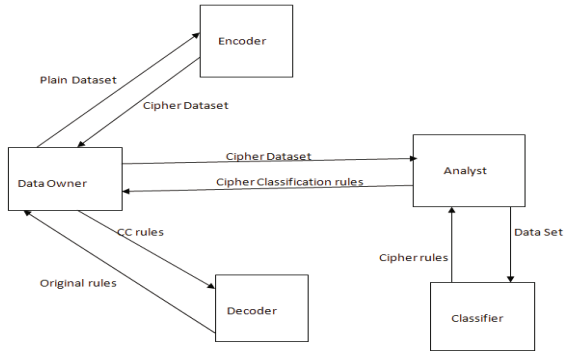 Encoder
Plain Dataset
Cipher Dataset
Cipher Dataset
Data Owner
Analyst
Cipher Classification rules
CC rules
Data Set
Cipher rules
Original rules
Decoder
Classifier